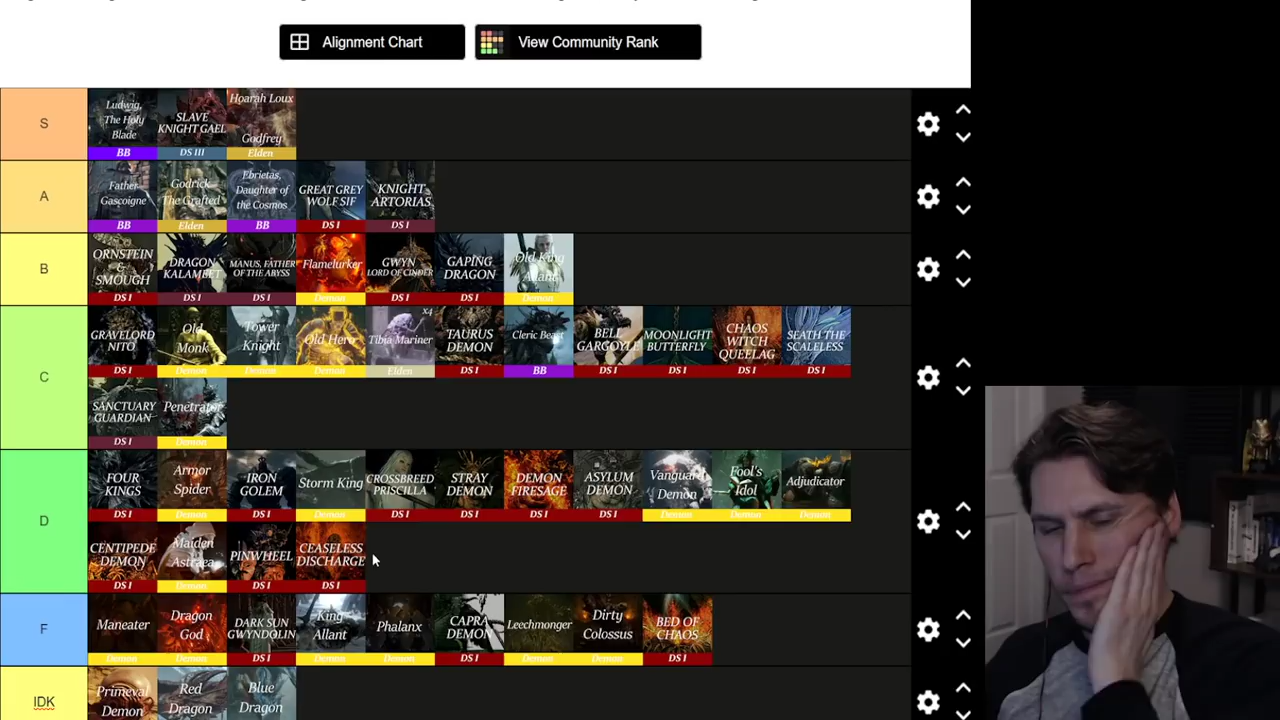 Alignment Chart
View Community Rank
S
Ludwig,
The Holy
Blade
BB
SLAVE
KNIGHT GAEL
DS III
Hoarah Loux
Godfrey
Elden
A
Father
Gascoigne
BB
Godrick
The Grafted
Elden
Ebrietas,
Daughter of
the Cosmos
BB
GREAT GREY
WOLF SIF
DS I
KNIGHT
ARTORIAS
DS I
B
ORNSTEIN
&
SMOUGH
DS I
DRAGON
KALAMEET
DS I
MANUS, FATHER
OF THE ABYSS
DS I
Flamelurker
Demon
GWYN
LORD OF CINDER
DS I
GAPING
DRAGON
DS I
Old King
Allant
Demon
C
GRAVELORD
NITO
DS I
Old
Monk
Demon
Tower
Knight
Demon
Old Hero
Demon
x4
Tibia Mariner
Elden
TAURUS
DEMON
DS I
Cleric Beast
BB
BELL
GARGOYLE
DS I
MOONLIGHT
BUTTERFLY
DS I
CHAOS
WITCH
QUEELAG
DS I
SEATH THE
SCALELESS
DS I
SANCTUARY
GUARDIAN
DS I
Penetrator
Demon
D
FOUR
KINGS
DS I
Armor
Spider
Demon
IRON
GOLEM
DS I
Storm King
Demon
CROSSBREED
PRISCILLA
DS I
STRAY
DEMON
DS I
DEMON
FIRESAGE
DS I
ASYLUM
DEMON
DS I
Vanguard
Demon
Demon
Fool's
Idol
Demon
Adjudicator
Demon
CENTIPEDE
DEMON
DS I
Maiden
Astraea
Demon
PINWHEEL
DS I
CEASELESS
DISCHARGE
DS I
F
Maneater
Demon
Dragon
God
Demon
DARK SUN
GWYNDOLIN
DS I
King
Allant
Demon
Phalanx
Demon
CAPRA
DEMON
DS I
Leechmonger
Demon
Dirty
Colossus
Demon
BED OF
CHAOS
DS I
IDK
Primeval
Demon
Red
Dragon
Blue
Dragon